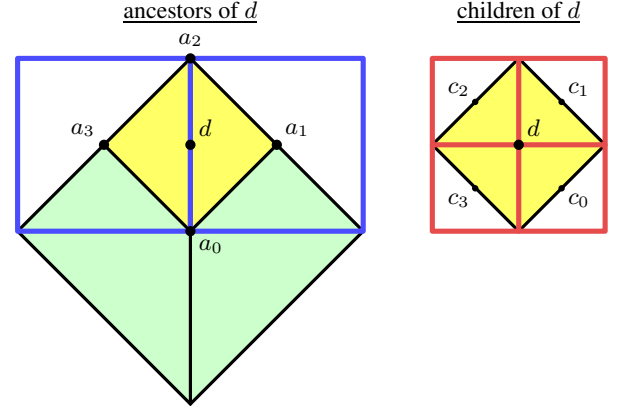 ancestors of d
children of d
a₂
c₂
c₁
a₃
d
a₁
d
c₃
c₀
a₀